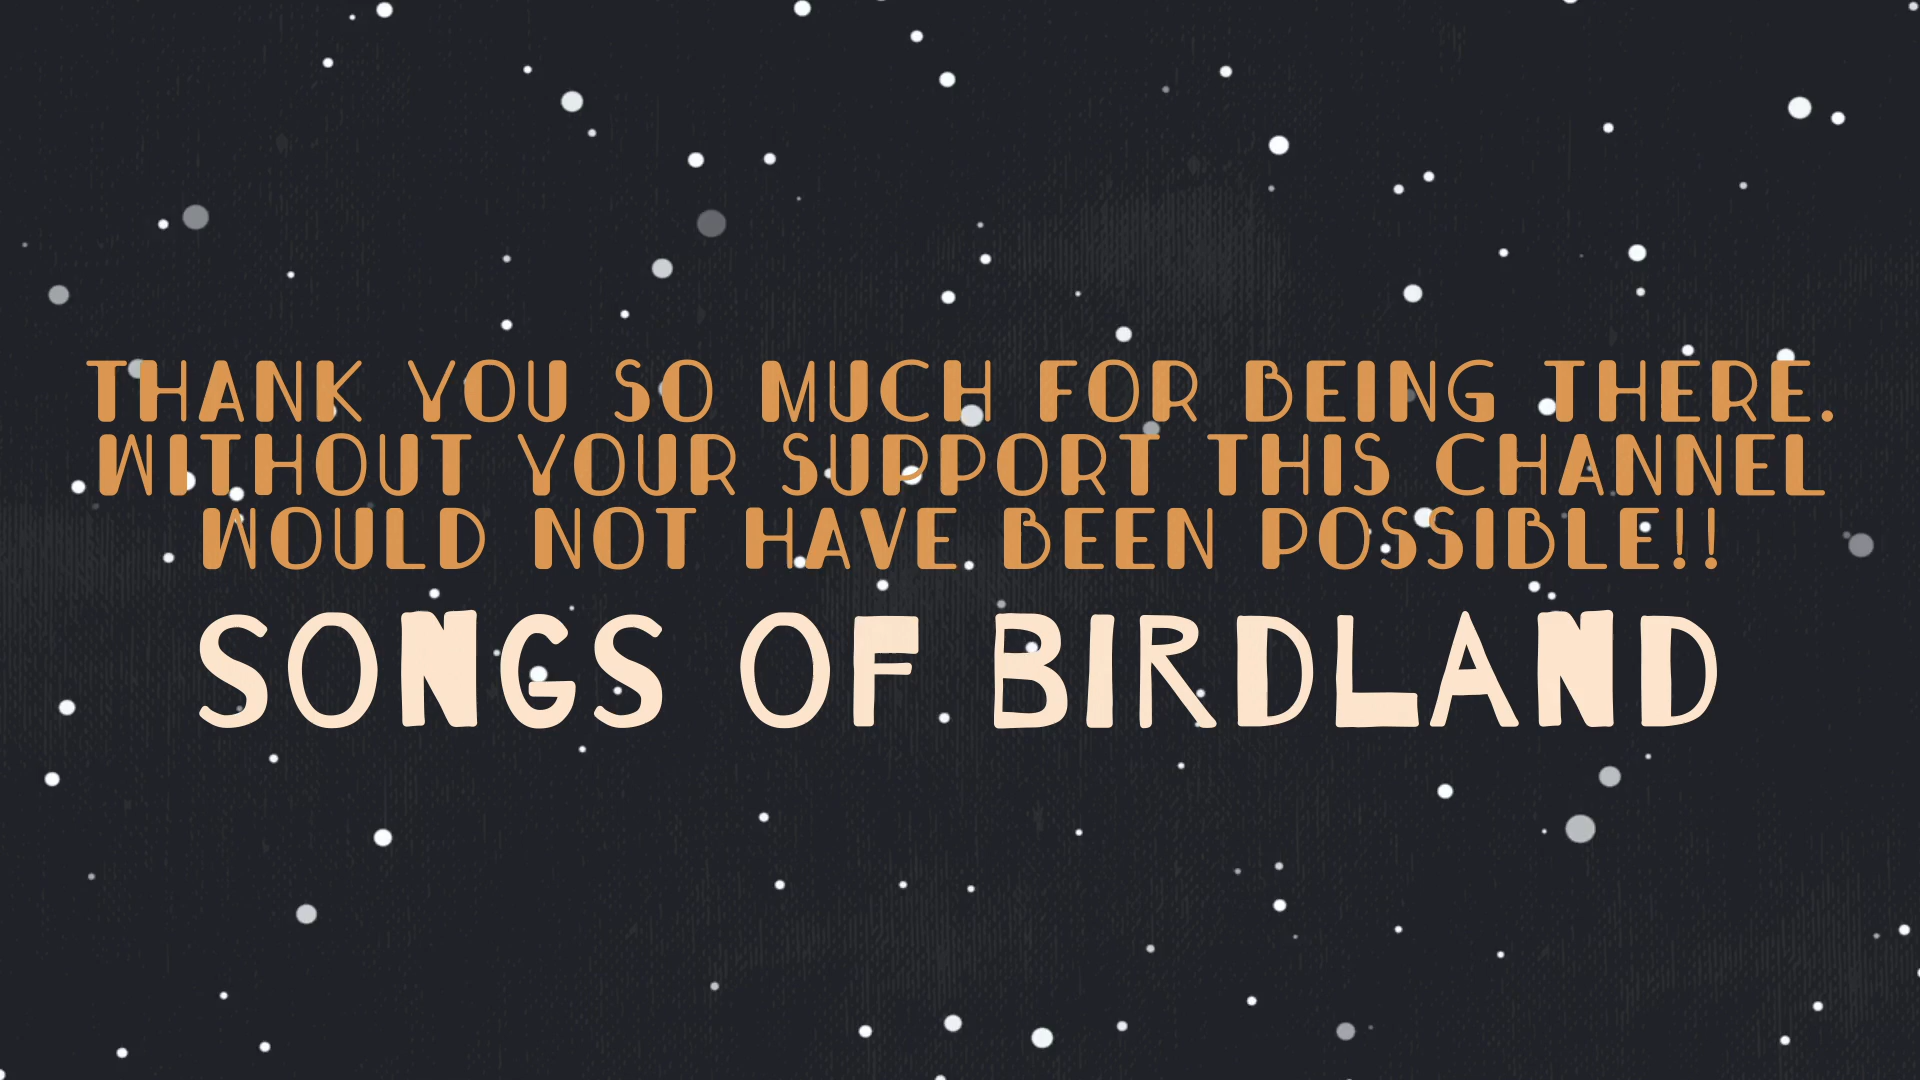 THANK YOU SO MUCH FOR BEING THERE.
WITHOUT YOUR SUPPORT THIS CHANNEL
WOULD NOT HAVE BEEN POSSIBLE!!
SONGS OF BIRDLAND